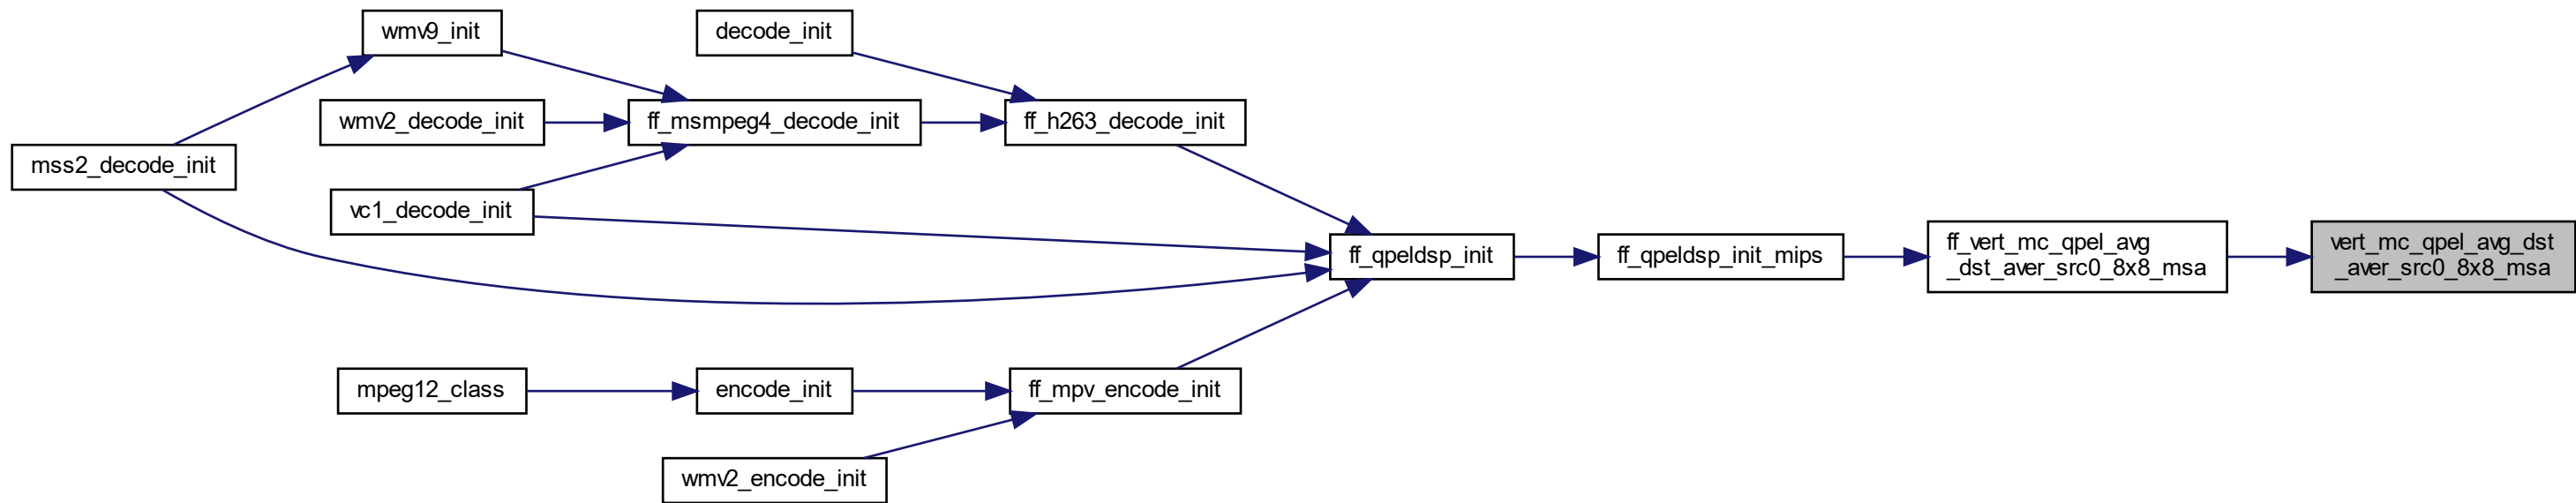 wmv9_init
decode_init
wmv2_decode_init
ff_msmpeg4_decode_init
ff_h263_decode_init
mss2_decode_init
vc1_decode_init
ff_qpeldsp_init
ff_qpeldsp_init_mips
ff_vert_mc_qpel_avg
_dst_aver_src0_8x8_msa
vert_mc_qpel_avg_dst
_aver_src0_8x8_msa
mpeg12_class
encode_init
ff_mpv_encode_init
wmv2_encode_init